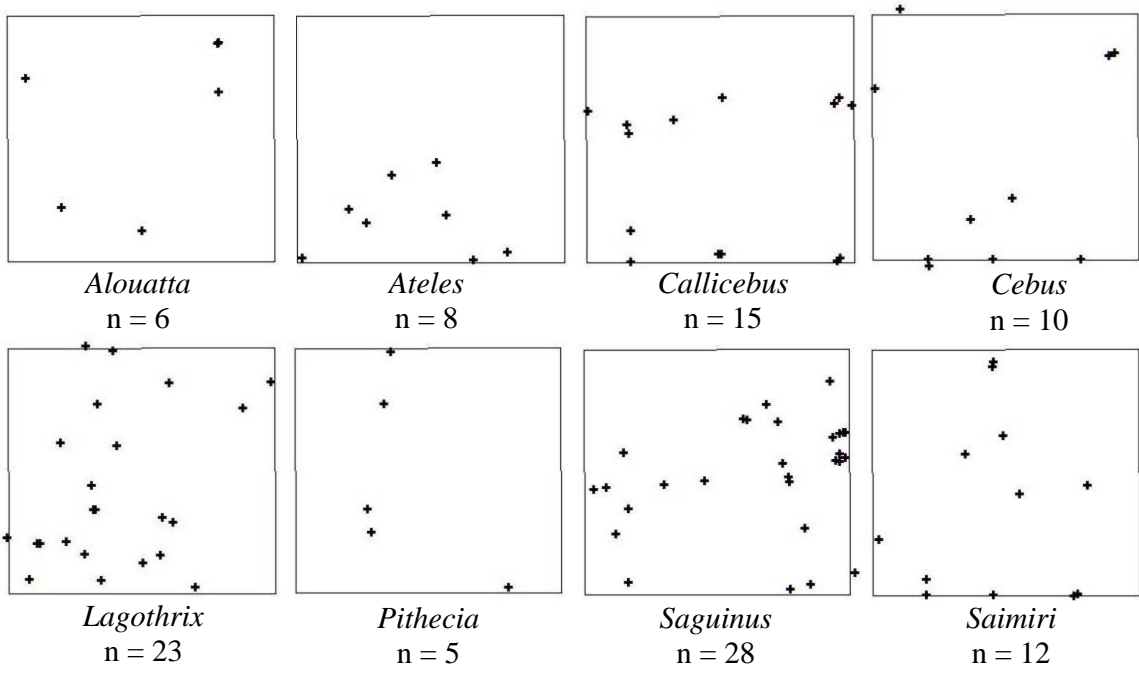 Alouatta
n = 6
Ateles
n = 8
Callicebus
n = 15
Cebus
n = 10
Lagothrix
n = 23
Pithecia
n = 5
Saguinus
n = 28
Saimiri
n = 12